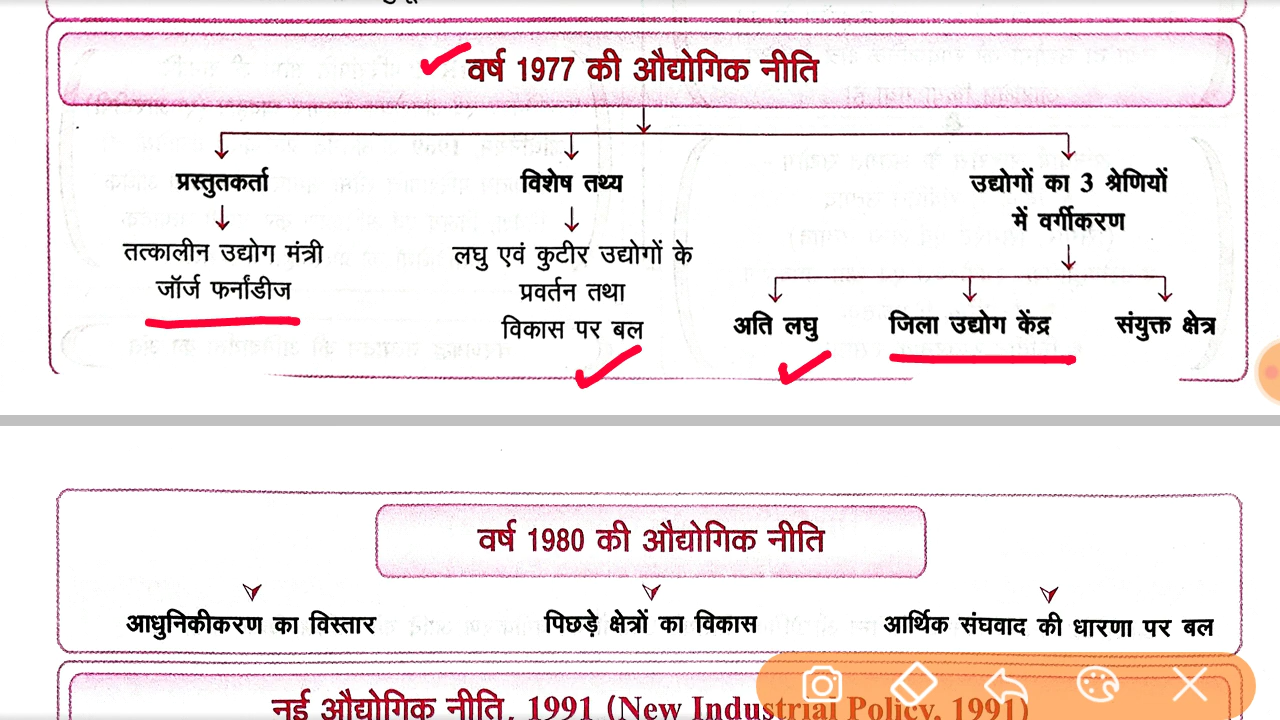 वर्ष 1977 की औद्योगिक नीति
प्रस्तुतकर्ता
विशेष तथ्य
उद्योगों का 3 श्रेणियों
में वर्गीकरण
तत्कालीन उद्योग मंत्री
जॉर्ज फर्नांडीज
लघु एवं कुटीर उद्योगों के
प्रवर्तन तथा
विकास पर बल
अति लघु
जिला उद्योग केंद्र
संयुक्त क्षेत्र
वर्ष 1980 की औद्योगिक नीति
आधुनिकीकरण का विस्तार
पिछड़े क्षेत्रों का विकास
आर्थिक संघवाद की धारणा पर बल
नई औद्योगिक नीति, 1991 (New Industrial Policy, 1991)